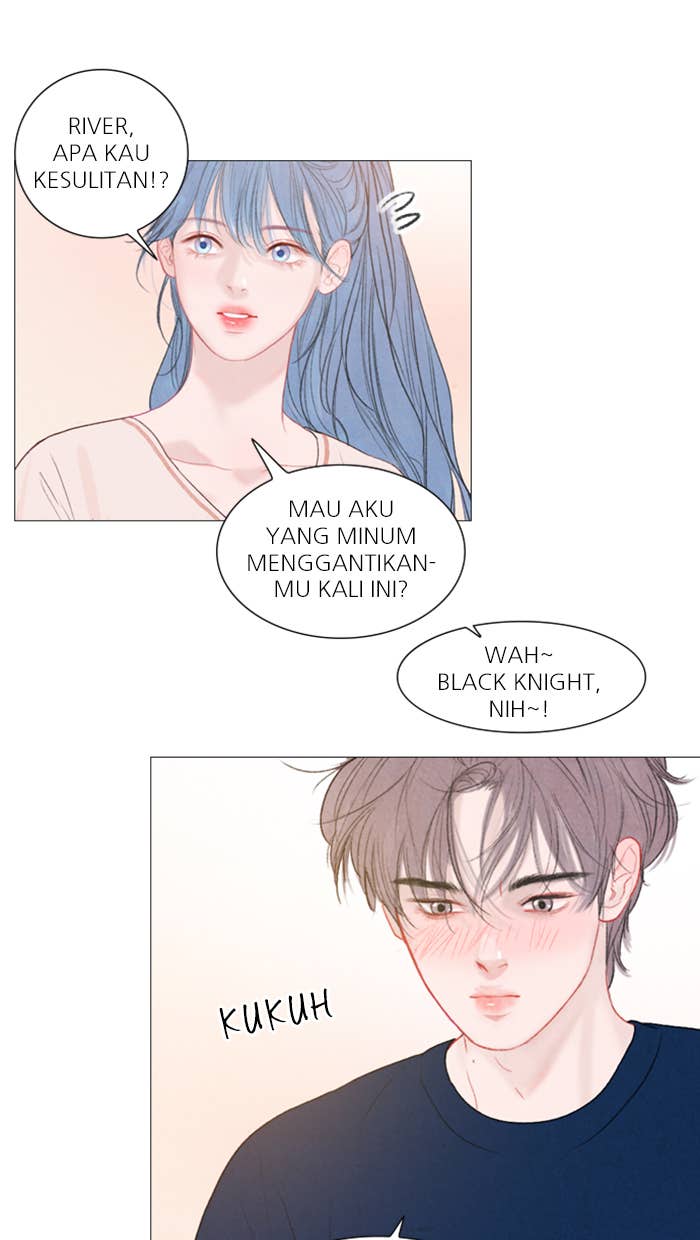 RIVER,
APA KAU
KESULITAN!?
MAU AKU
YANG MINUM
MENGGANTIKAN-
MU KALI INI?
WAH~
BLACK KNIGHT,
NIH~!
KUKUH